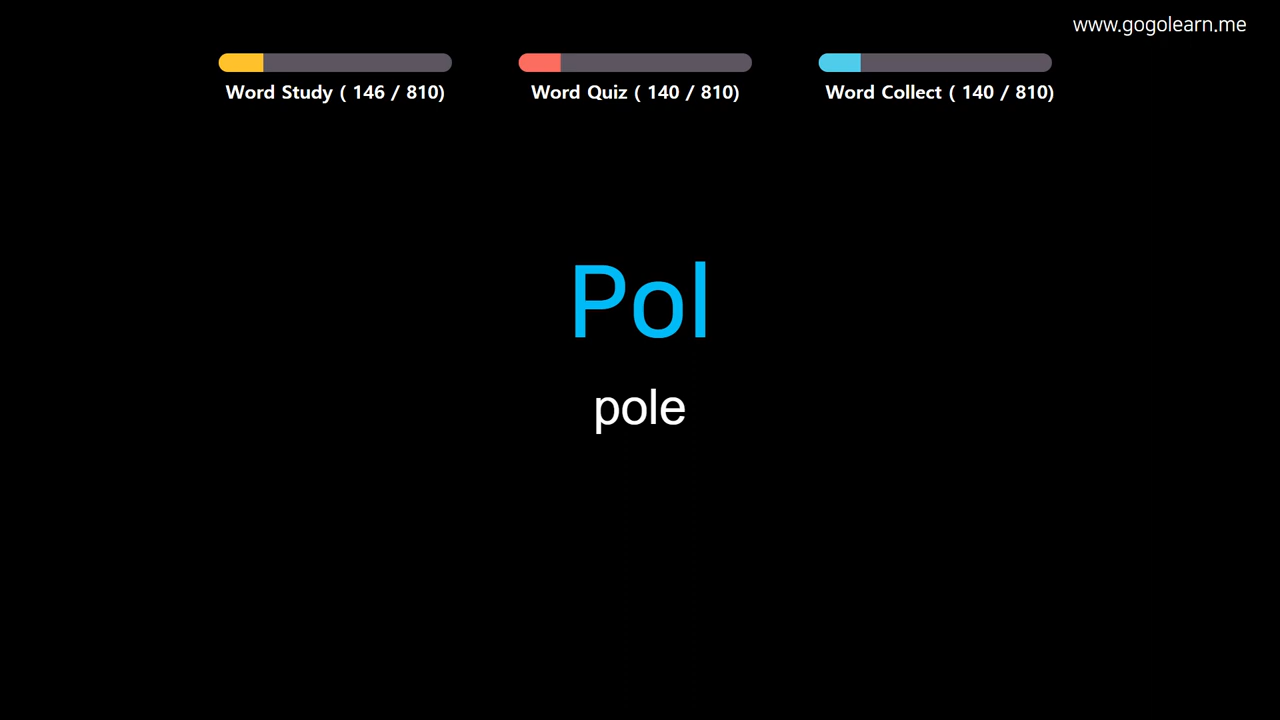 www.gogolearn.me
Word Study ( 146 / 810)
Word Quiz ( 140 / 810)
Word Collect ( 140 / 810)
Pol
pole